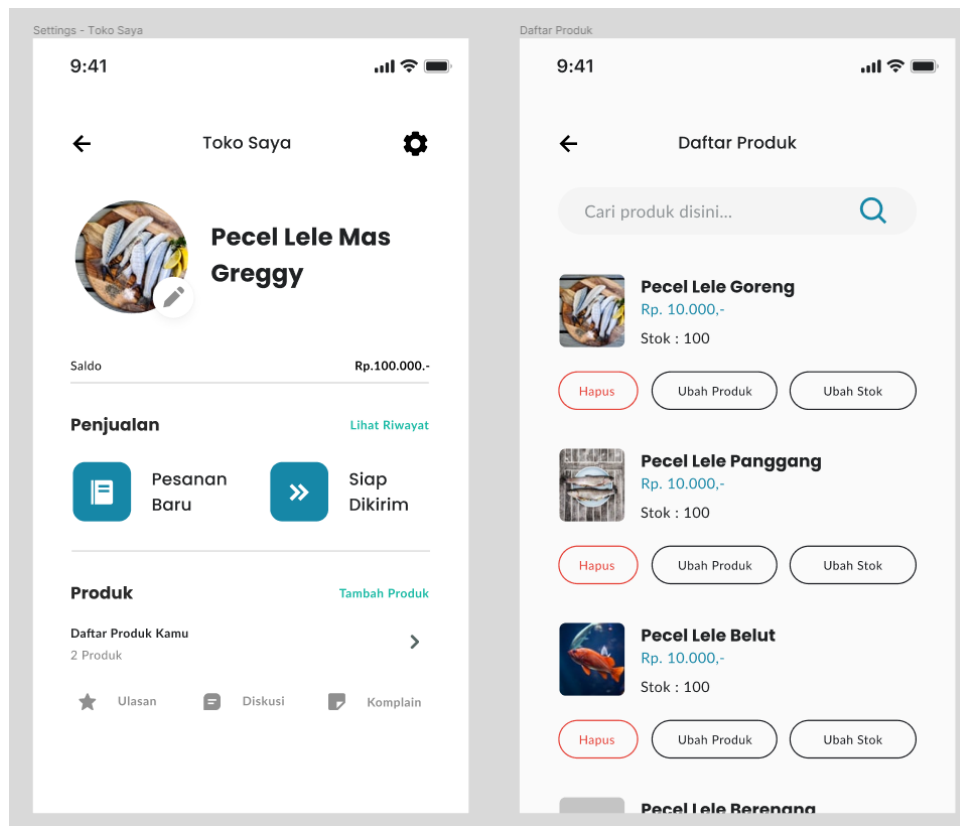 Settings - Toko Saya
9:41
Toko Saya
Pecel Lele Mas
Greggy
Saldo
Rp.100.000.-
Penjualan
Lihat Riwayat
Pesanan
Baru
Siap
Dikirim
Produk
Tambah Produk
Daftar Produk Kamu
2 Produk
Ulasan
Diskusi
Komplain
Daftar Produk
9:41
Daftar Produk
Cari produk disini...
Pecel Lele Goreng
Rp. 10.000,-
Stok : 100
Hapus
Ubah Produk
Ubah Stok
Pecel Lele Panggang
Rp. 10.000,-
Stok : 100
Hapus
Ubah Produk
Ubah Stok
Pecel Lele Belut
Rp. 10.000,-
Stok : 100
Hapus
Ubah Produk
Ubah Stok
Pecel Lele Berenang